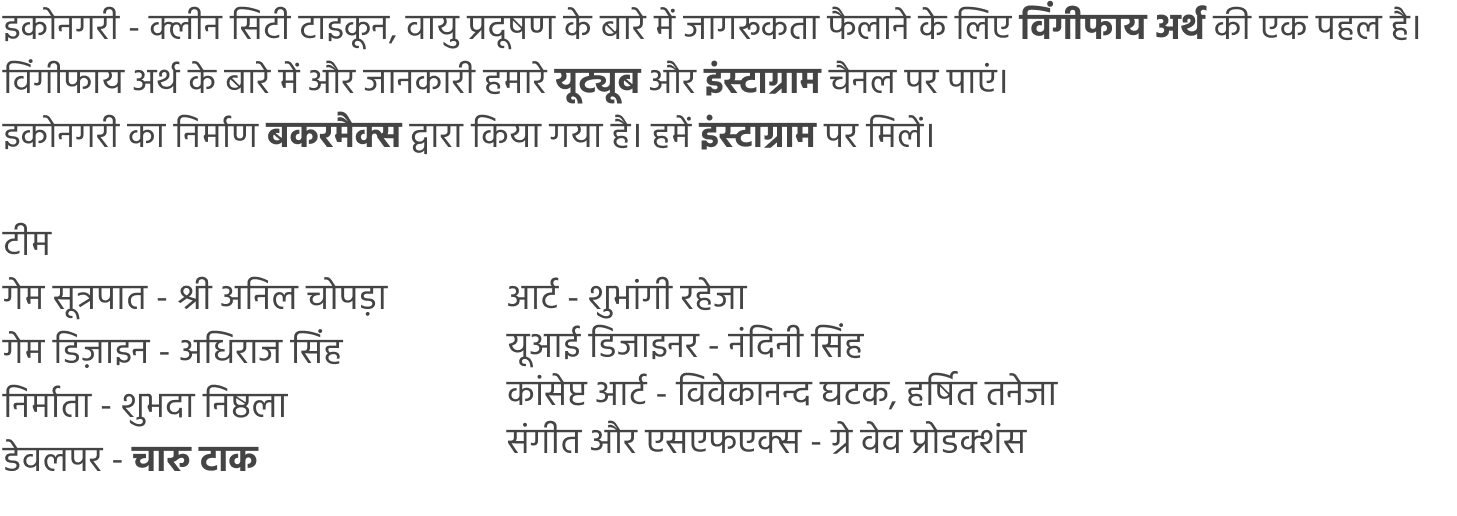 इकोनगरी - क्लीन सिटी टाइकून, वायु प्रदूषण के बारे में जागरूकता फैलाने के लिए विंगीफाय अर्थ की एक पहल है।
विंगीफाय अर्थ के बारे में और जानकारी हमारे यूट्यूब और इंस्टाग्राम चैनल पर पाएं।
इकोनगरी का निर्माण बकरमैक्स द्वारा किया गया है। हमें इंस्टाग्राम पर मिलें।
टीम
गेम सूत्रपात - श्री अनिल चोपड़ा
गेम डिज़ाइन - अधिराज सिंह
निर्माता - शुभदा निष्ठला
डेवलपर - चारु टाक
आर्ट - शुभांगी रहेजा
यूआई डिजाइनर - नंदिनी सिंह
कांसेप्ट आर्ट - विवेकानन्द घटक, हर्षित तनेजा
संगीत और एसएफएक्स - ग्रे वेव प्रोडक्शंस